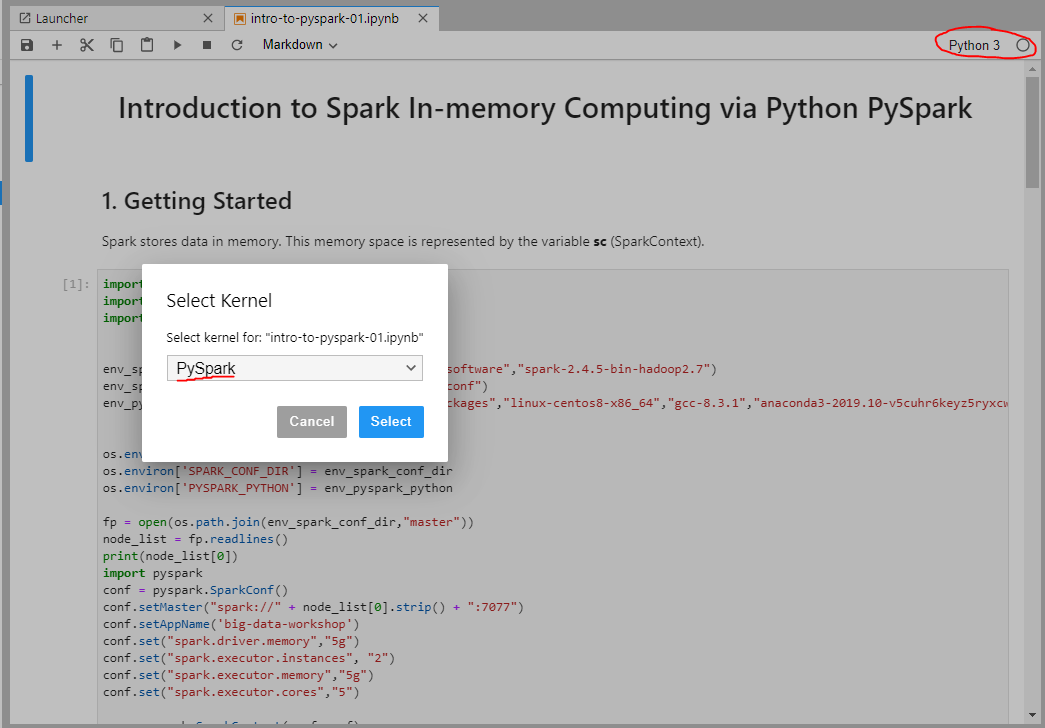 Launcher
intro-to-pyspark-01.ipynb
Markdown
Python 3
Introduction to Spark In-memory Computing via Python PySpark
1. Getting Started
Spark stores data in memory. This memory space is represented by the variable sc (SparkContext).
[1]:
import
import
import
Select Kernel
Select kernel for: "intro-to-pyspark-01.ipynb"
PySpark
Cancel
Select
env_sp software","spark-2.4.5-bin-hadoop2.7")
env_sp conf")
env_py ckages","linux-centos8-x86_64","gcc-8.3.1","anaconda3-2019.10-v5cuhr6keyz5ryxcw
os.env
os.environ['SPARK_CONF_DIR'] = env_spark_conf_dir
os.environ['PYSPARK_PYTHON'] = env_pyspark_python
fp = open(os.path.join(env_spark_conf_dir,"master"))
node_list = fp.readlines()
print(node_list[0])
import pyspark
conf = pyspark.SparkConf()
conf.setMaster("spark://" + node_list[0].strip() + ":7077")
conf.setAppName('big-data-workshop')
conf.set("spark.driver.memory","5g")
conf.set("spark.executor.instances", "2")
conf.set("spark.executor.memory","5g")
conf.set("spark.executor.cores","5")